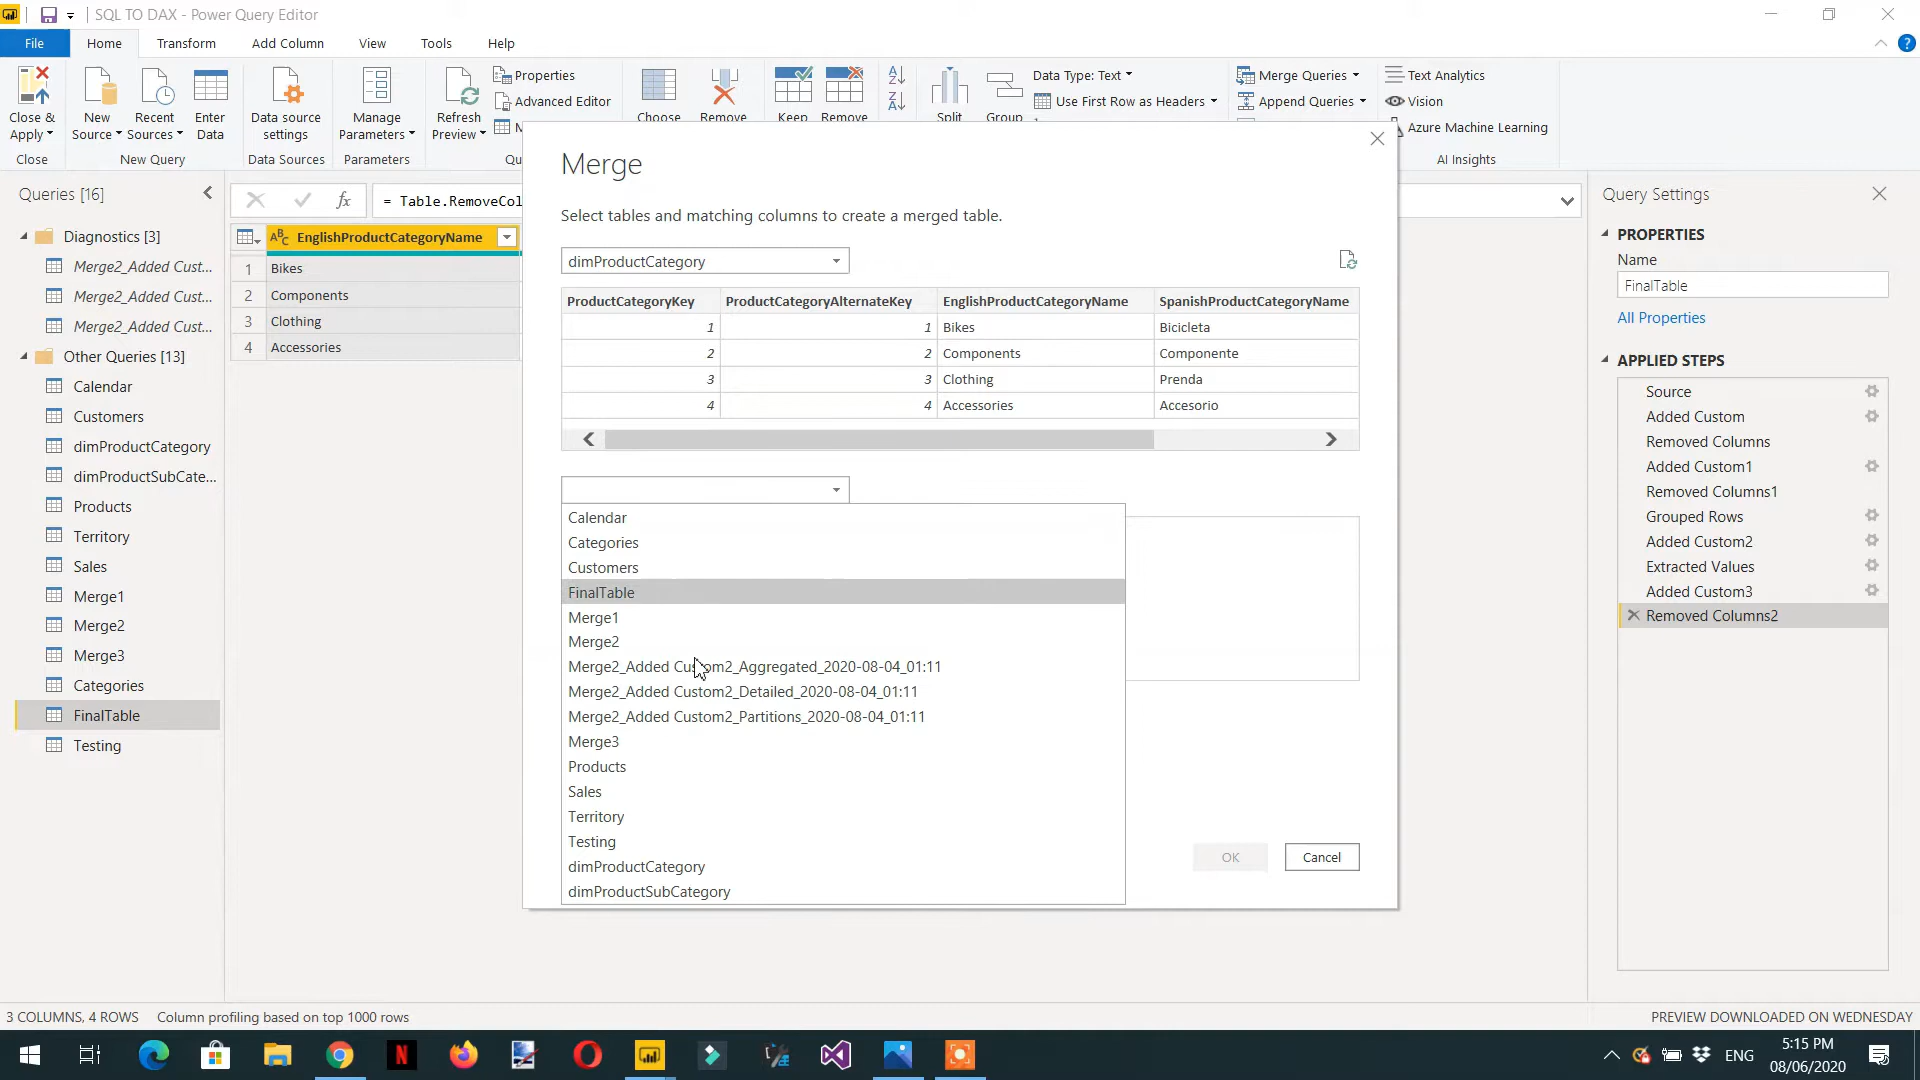 SQL TO DAX - Power Query Editor
File
Home
Transform
Add Column
View
Tools
Help
Close &
Apply
Close
New
Source
Recent
Sources
Enter
Data
New Query
Data source
settings
Data Sources
Manage
Parameters
Parameters
Refresh
Preview
Properties
Advanced Editor
Choose
Remove
Keep
Remove
Split
Group
Data Type: Text
Use First Row as Headers
Merge Queries
Append Queries
Text Analytics
Vision
Azure Machine Learning
AI Insights
Queries [16]
Diagnostics [3]
Merge2_Added Cust...
Merge2_Added Cust...
Merge2_Added Cust...
Other Queries [13]
Calendar
Customers
dimProductCategory
dimProductSubCate...
Products
Territory
Sales
Merge1
Merge2
Merge3
Categories
FinalTable
Testing
= Table.RemoveCol
EnglishProductCategoryName
1 Bikes
2 Components
3 Clothing
4 Accessories
Merge
Select tables and matching columns to create a merged table.
dimProductCategory
ProductCategoryKey ProductCategoryAlternateKey EnglishProductCategoryName SpanishProductCategoryName
1 1 Bikes Bicicleta
2 2 Components Componente
3 3 Clothing Prenda
4 4 Accessories Accesorio
Calendar
Categories
Customers
FinalTable
Merge1
Merge2
Merge2_Added Custom2_Aggregated_2020-08-04_01:11
Merge2_Added Custom2_Detailed_2020-08-04_01:11
Merge2_Added Custom2_Partitions_2020-08-04_01:11
Merge3
Products
Sales
Territory
Testing
dimProductCategory
dimProductSubCategory
OK
Cancel
Query Settings
PROPERTIES
Name
FinalTable
All Properties
APPLIED STEPS
Source
Added Custom
Removed Columns
Added Custom1
Removed Columns1
Grouped Rows
Added Custom2
Extracted Values
Added Custom3
Removed Columns2
3 COLUMNS, 4 ROWS
Column profiling based on top 1000 rows
PREVIEW DOWNLOADED ON WEDNESDAY
ENG
5:15 PM
08/06/2020